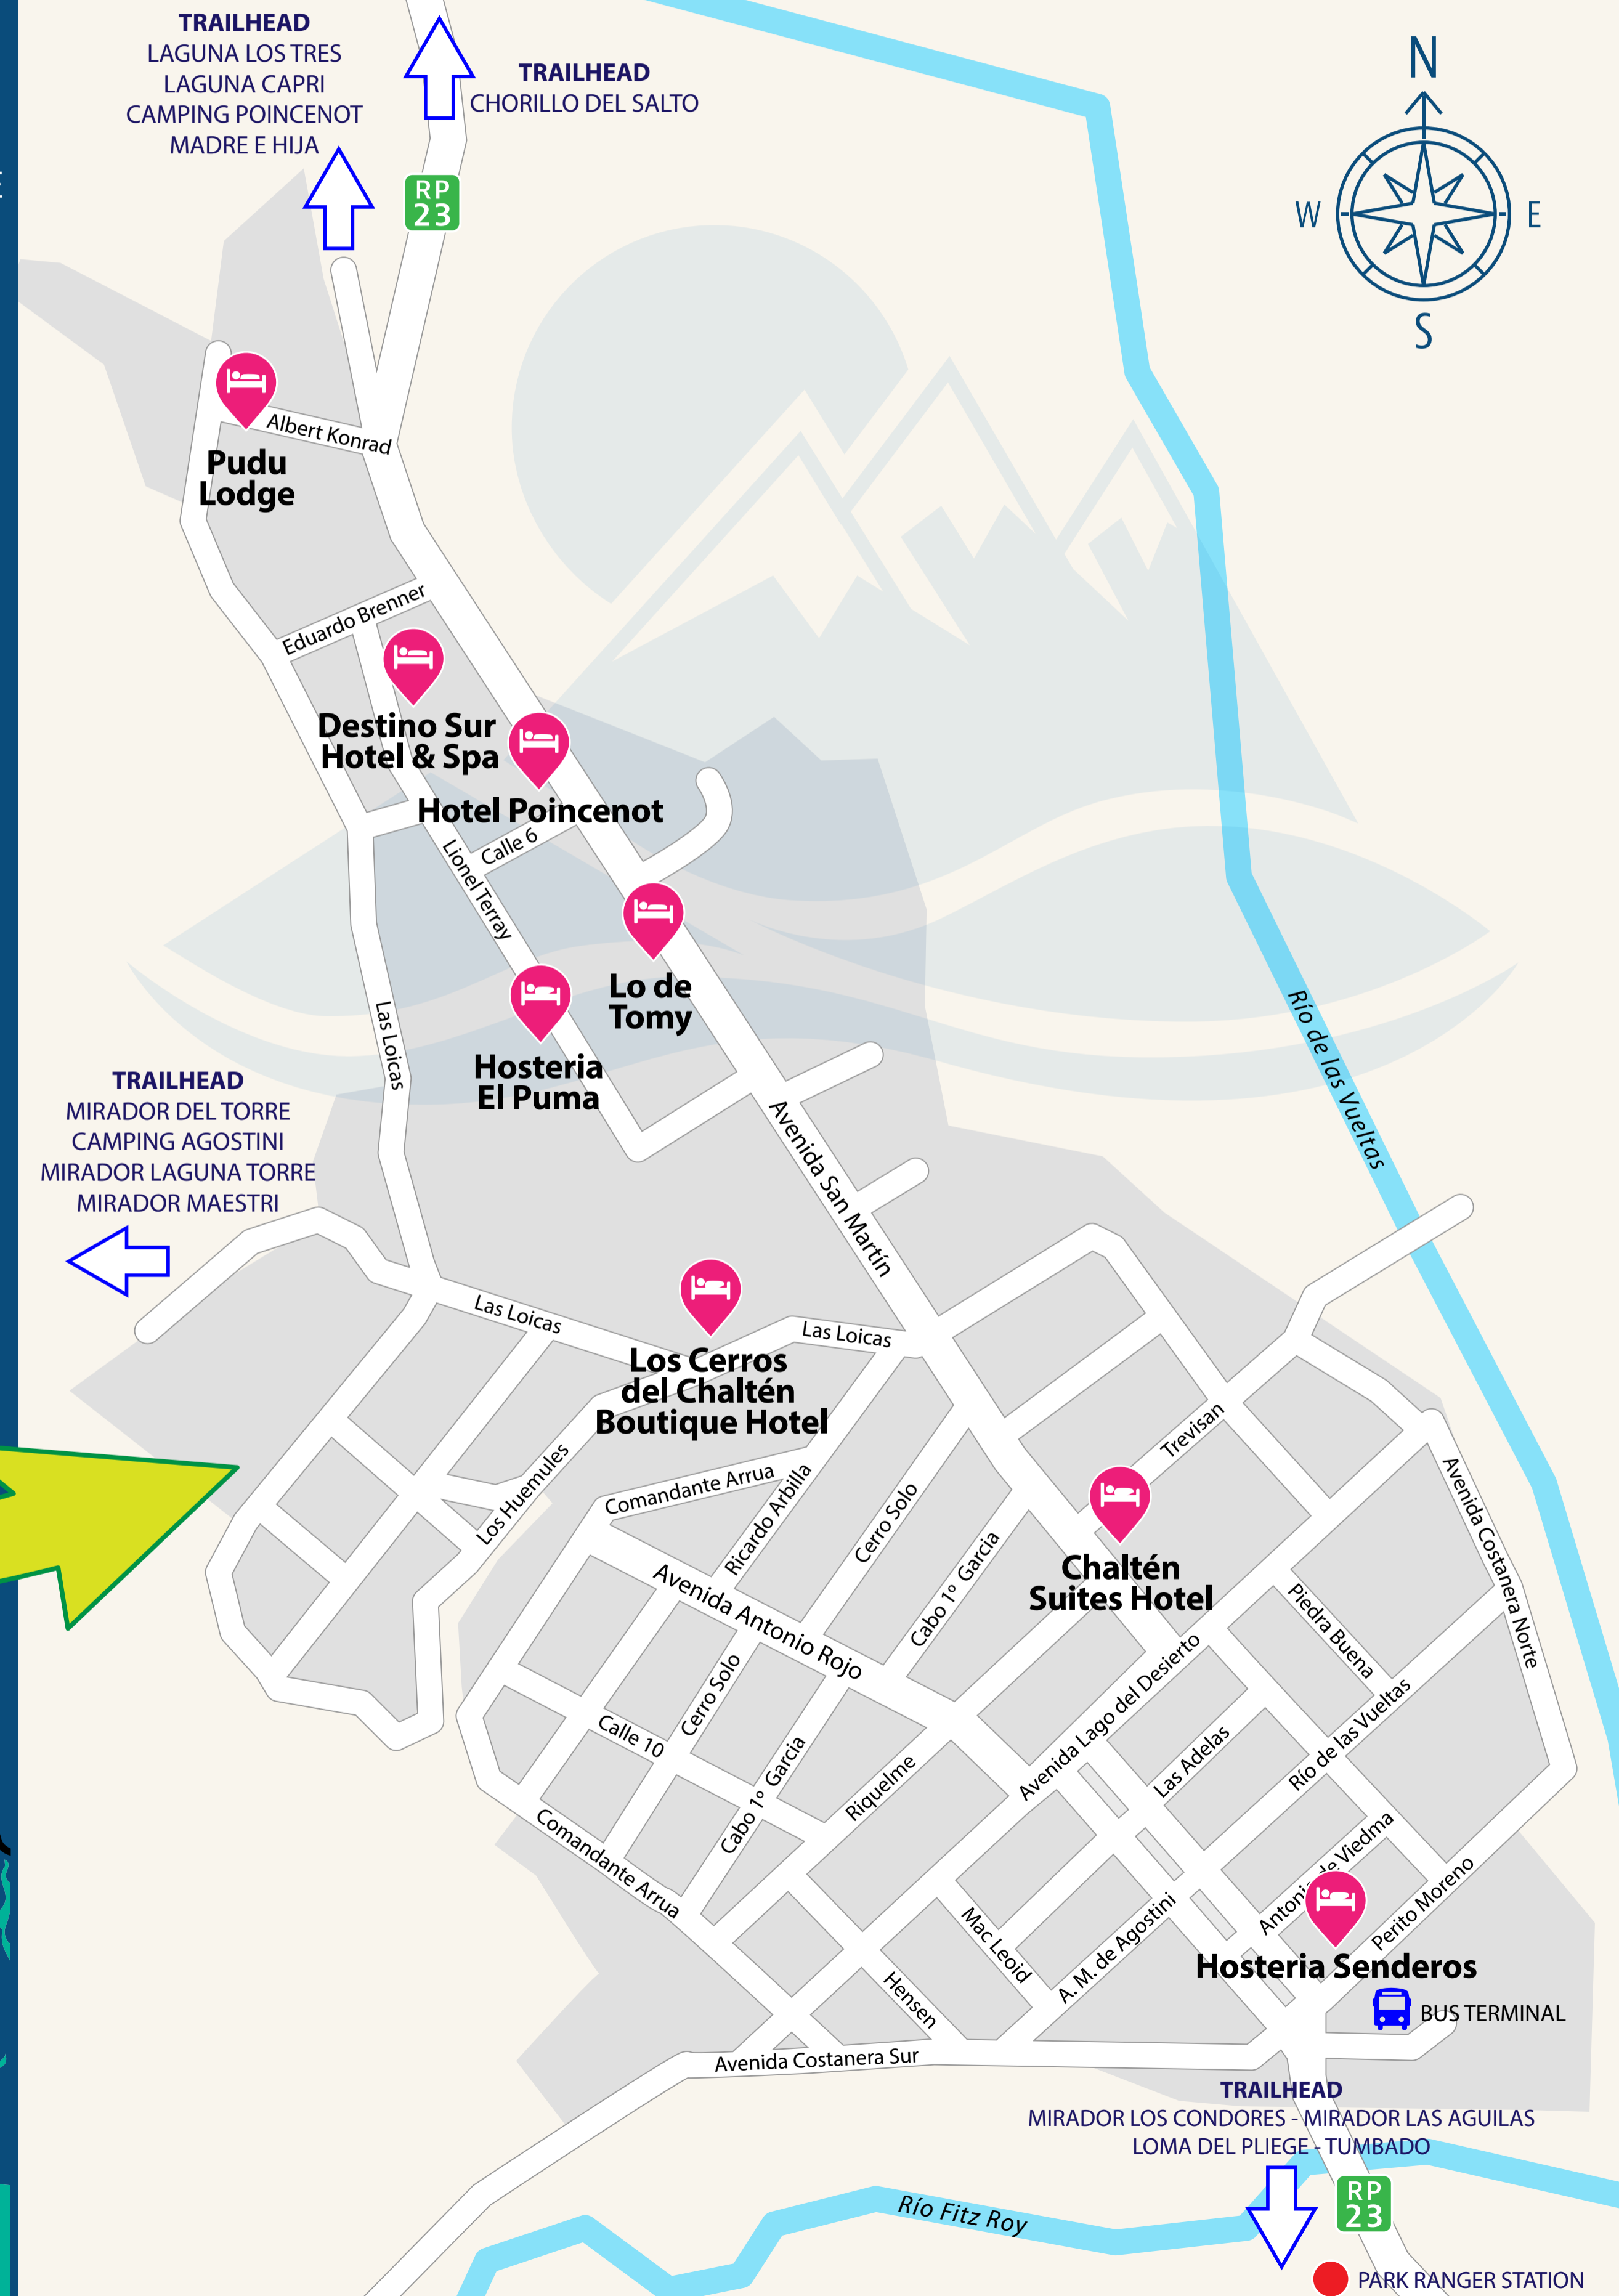 TRAILHEAD
LAGUNA LOS TRES
LAGUNA CAPRI
CAMPING POINCENOT
MADRE E HIJA
TRAILHEAD
CHORILLO DEL SALTO
N
W
E
S
RP
23
Albert Konrad
Pudu
Lodge
Eduardo Brenner
Destino Sur
Hotel & Spa
Hotel Poincenot
Calle 6
Lionel Terray
Lo de
Tomy
Hosteria
El Puma
Las Loicas
Río de las Vueltas
TRAILHEAD
MIRADOR DEL TORRE
CAMPING AGOSTINI
MIRADOR LAGUNA TORRE
MIRADOR MAESTRI
Avenida San Martín
Las Loicas
Las Loicas
Los Cerros
del Chaltén
Boutique Hotel
Trevisan
Los Huemules
Comandante Arrua
Ricardo Arbilla
Cerro Solo
Cabo 1º Garcia
Chaltén
Suites Hotel
Avenida Costanera Norte
Avenida Antonio Rojo
Piedra Buena
Cerro Solo
Calle 10
Cabo 1º Garcia
Riquelme
Avenida Lago del Desierto
Las Adelas
Río de las Vueltas
Comandante Arrua
Antonio de Viedma
Perito Moreno
Mac Leoid
A. M. de Agostini
Hensen
Hosteria Senderos
BUS TERMINAL
Avenida Costanera Sur
TRAILHEAD
MIRADOR LOS CONDORES - MIRADOR LAS AGUILAS
LOMA DEL PLIEGE - TUMBADO
Río Fitz Roy
RP
23
PARK RANGER STATION